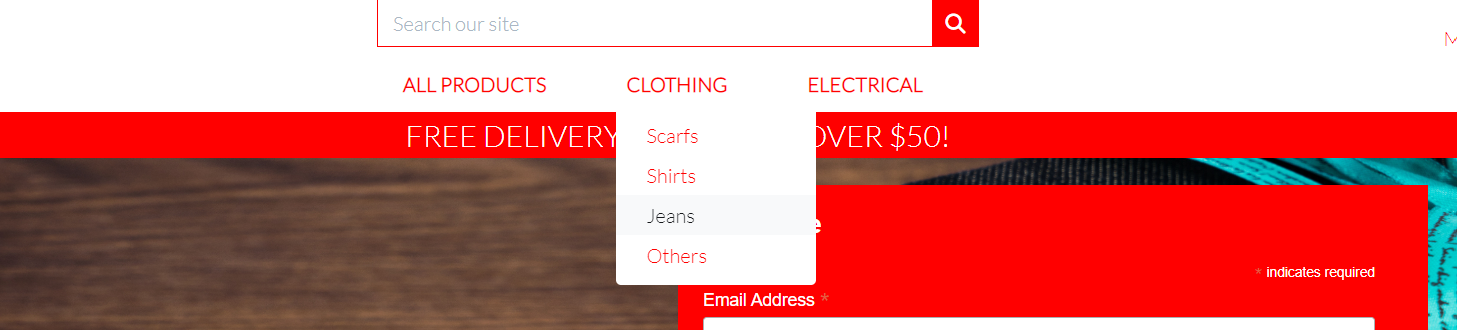 Search our site
ALL PRODUCTS CLOTHING ELECTRICAL
FREE DELIVERY OVER $50!
Scarfs
Shirts
Jeans
Others
* indicates required
Email Address *